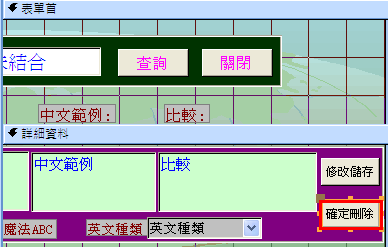 表單首
結合 查詢 關閉
中文範例： 比較：
詳細資料
中文範例 比較 修改儲存
確定刪除
魔法ABC 英文種類 英文種類